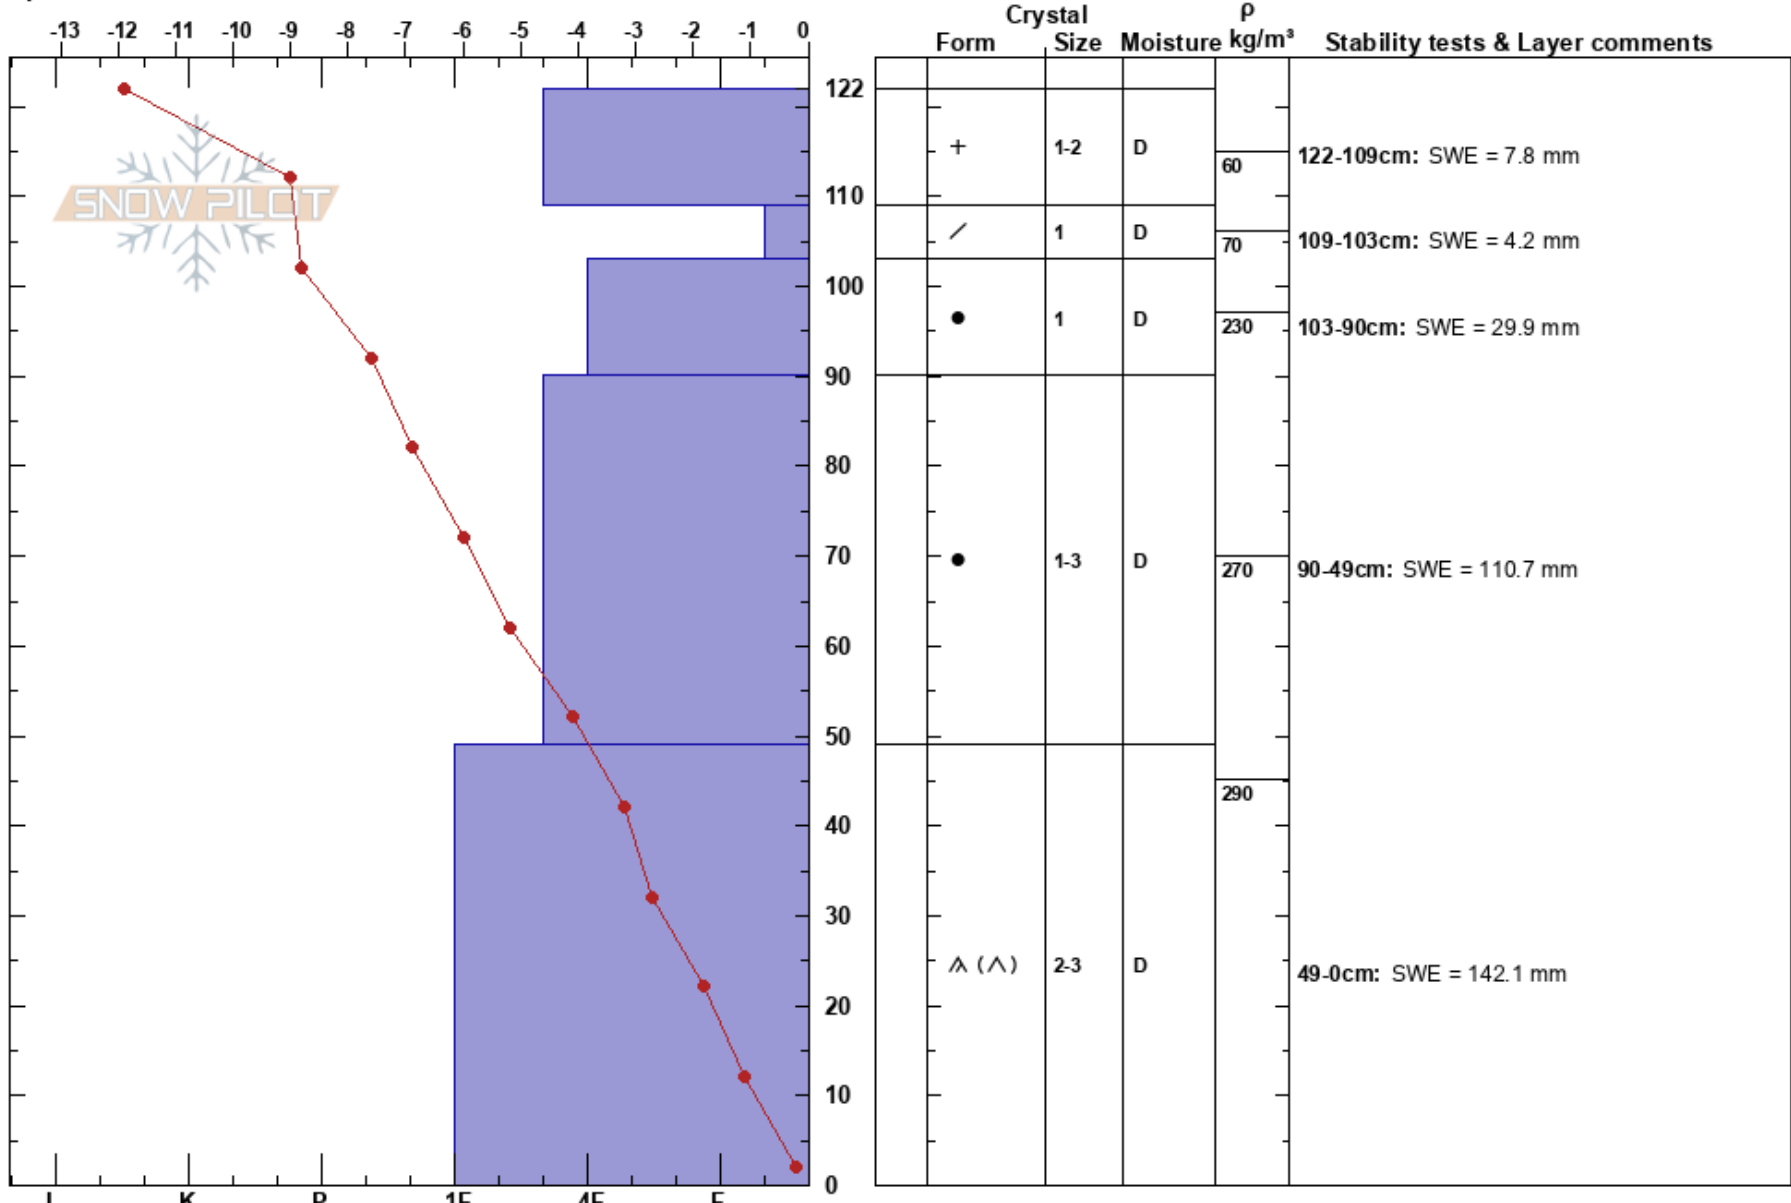 Crystal
ρ
-13 -12 -11 -10 -9 -8 -7 -6 -5 -4 -3 -2 -1 0
Form Size Moisture kg/m³ Stability tests & Layer comments
122
+ 1-2 D 60 122-109cm: SWE = 7.8 mm
SNOW PILOT
110
1 D 70 109-103cm: SWE = 4.2 mm
100
1 D 230 103-90cm: SWE = 29.9 mm
90
80
70
1-3 D 270 90-49cm: SWE = 110.7 mm
60
50
290
40
30
2-3 D 49-0cm: SWE = 142.1 mm
20
10
0
I K P 1F 4F F